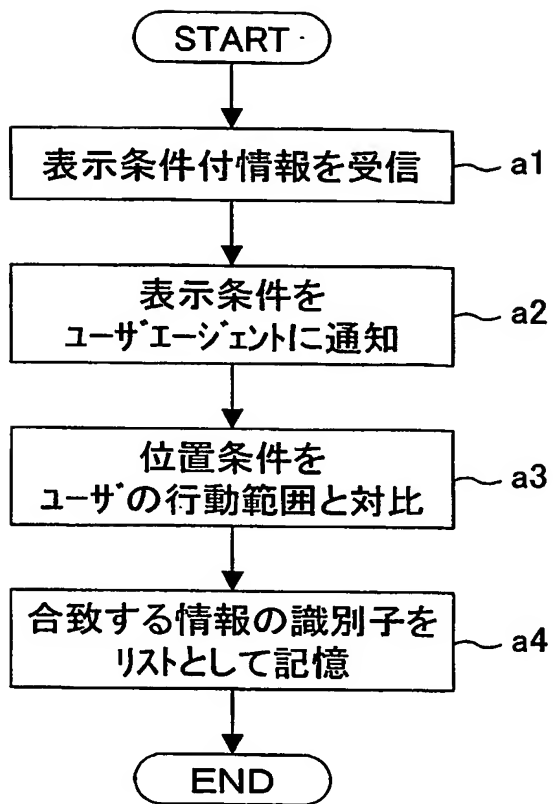 START
表示条件付情報を受信
a1
表示条件を
ユーザエージェントに通知
a2
位置条件を
ユーザの行動範囲と対比
a3
合致する情報の識別子を
リストとして記憶
a4
END